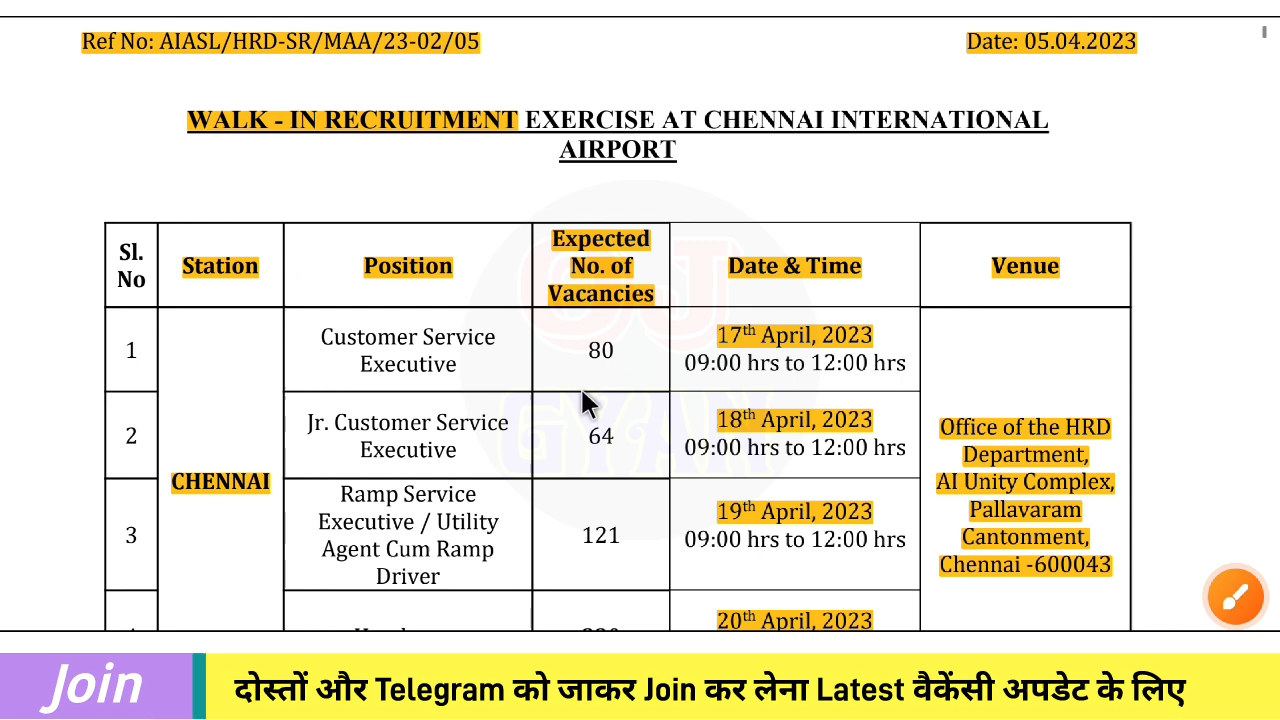 Ref No: AIASL/HRD-SR/MAA/23-02/05
Date: 05.04.2023
WALK - IN RECRUITMENT EXERCISE AT CHENNAI INTERNATIONAL
AIRPORT
Sl.
No
Station
Position
Expected
No. of
Vacancies
Date & Time
Venue
1
Customer Service
Executive
80
17th April, 2023
09:00 hrs to 12:00 hrs
2
Jr. Customer Service
Executive
64
18th April, 2023
09:00 hrs to 12:00 hrs
CHENNAI
3
Ramp Service
Executive / Utility
Agent Cum Ramp
Driver
121
19th April, 2023
09:00 hrs to 12:00 hrs
Office of the HRD
Department,
AI Unity Complex,
Pallavaram
Cantonment,
Chennai -600043
20th April, 2023
CJ
GYAN
Join
दोस्तों और Telegram को जाकर Join कर लेना Latest वैकेंसी अपडेट के लिए